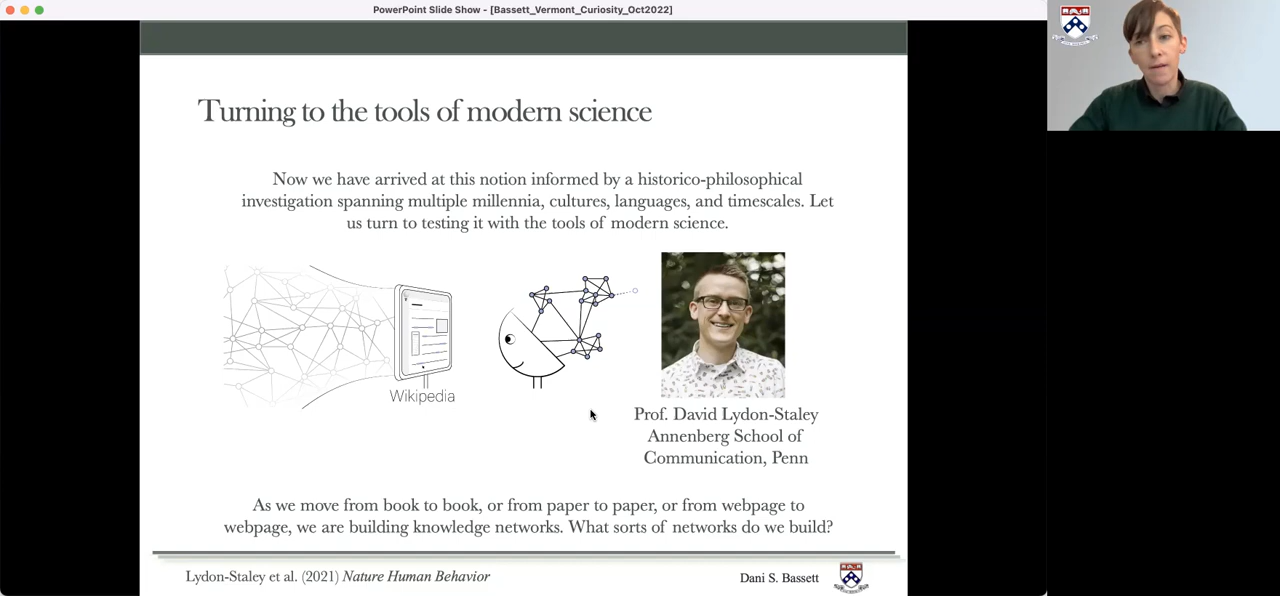 PowerPoint Slide Show - [Bassett_Vermont_Curiosity_Oct2022]
Turning to the tools of modern science
Now we have arrived at this notion informed by a historico-philosophical
investigation spanning multiple millennia, cultures, languages, and timescales. Let
us turn to testing it with the tools of modern science.
Wikipedia
Prof. David Lydon-Staley
Annenberg School of
Communication, Penn
As we move from book to book, or from paper to paper, or from webpage to
webpage, we are building knowledge networks. What sorts of networks do we build?
Lydon-Staley et al. (2021) Nature Human Behavior
Dani S. Bassett